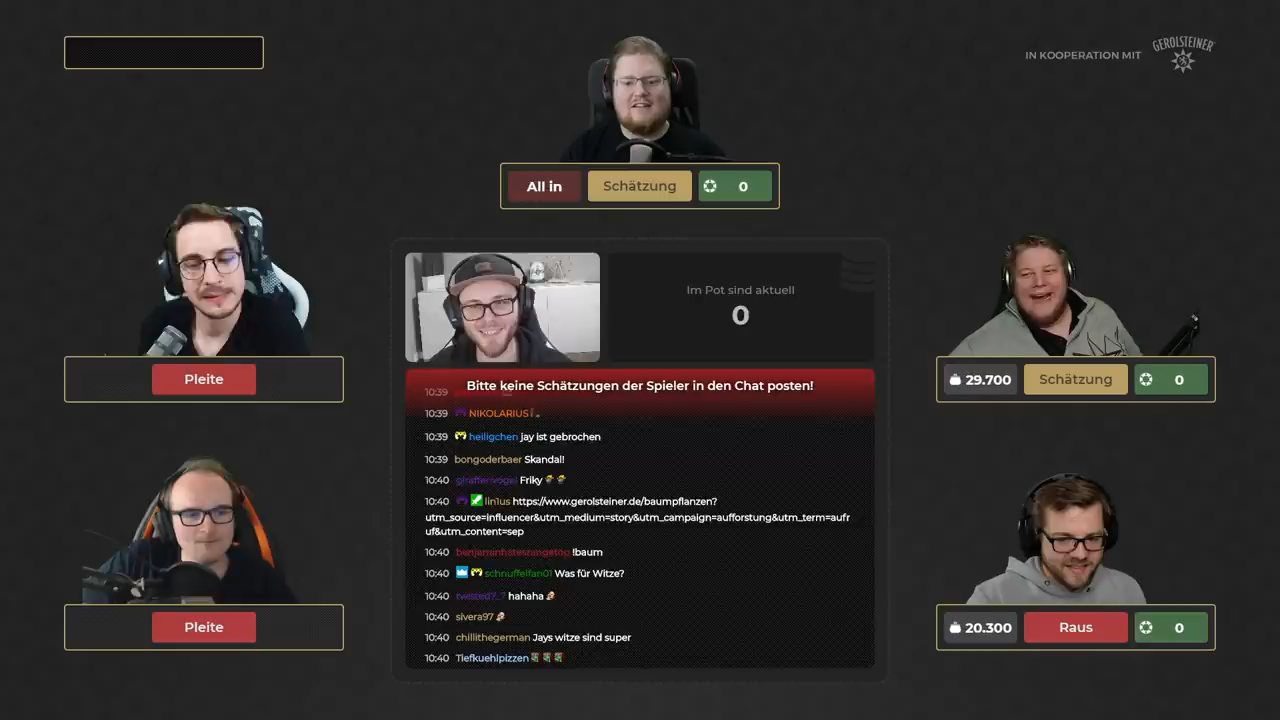 IN KOOPERATION MIT
GEROLSTEINER
All in
Schätzung
0
Im Pot sind aktuell
0
Pleite
29.700
Schätzung
0
Bitte keine Schätzungen der Spieler in den Chat posten!
10:39
10:39 NIKOLARIUS
10:39 heiligchen jay ist gebrochen
10:39 bongoderbaer Skandal!
10:40 giraffenvogel Friky
10:40 lin1us https://www.gerolsteiner.de/baumpflanzen?
utm_source=influencer&utm_medium=story&utm_campaign=aufforstung&utm_term=aufr
uf&utm_content=sep
10:40 !baum
10:40 schnuffelfan01 Was für Witze?
10:40 hahaha
10:40 sivera97
10:40 chillithegerman Jays witze sind super
10:40 Tiefkuehlpizzen
Pleite
20.300
Raus
0